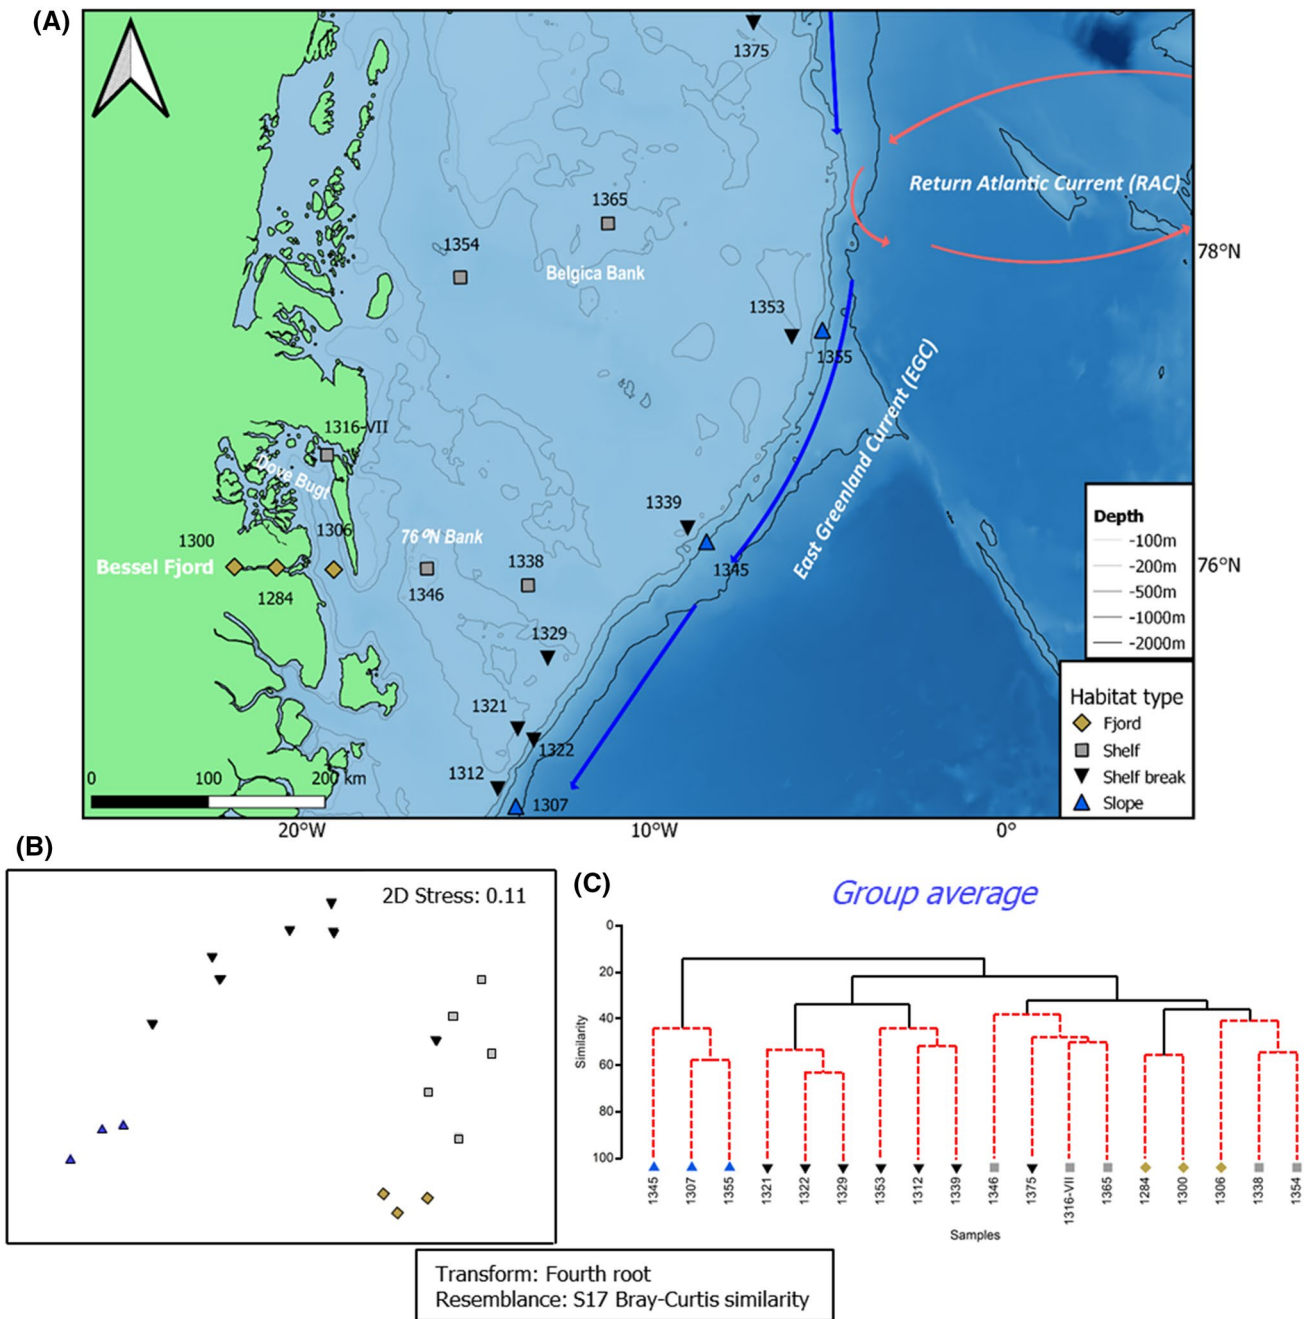 (A)
1375
Return Atlantic Current (RAC)
1365
1354
78°N
Belgica Bank
1353
1355
East Greenland Current (EGC)
1316-VII
Dove Bugt
1339
1306
76°N Bank
1300
Bessel Fjord
1338
76°N
1345
1346
1284
1329
1321
1322
1312
1307
Depth
-100m
-200m
-500m
-1000m
-2000m
Habitat type
Fjord
Shelf
Shelf break
Slope
0 100 200 km
20°W 10°W 0°
(B)
2D Stress: 0.11
(C)
Group average
0
20
40
60
80
100
Similarity
1345 1307 1355 1321 1322 1329 1353 1312 1339 1346 1375 1316-VII 1365 1284 1300 1306 1338 1354
Samples
Transform: Fourth root
Resemblance: S17 Bray-Curtis similarity